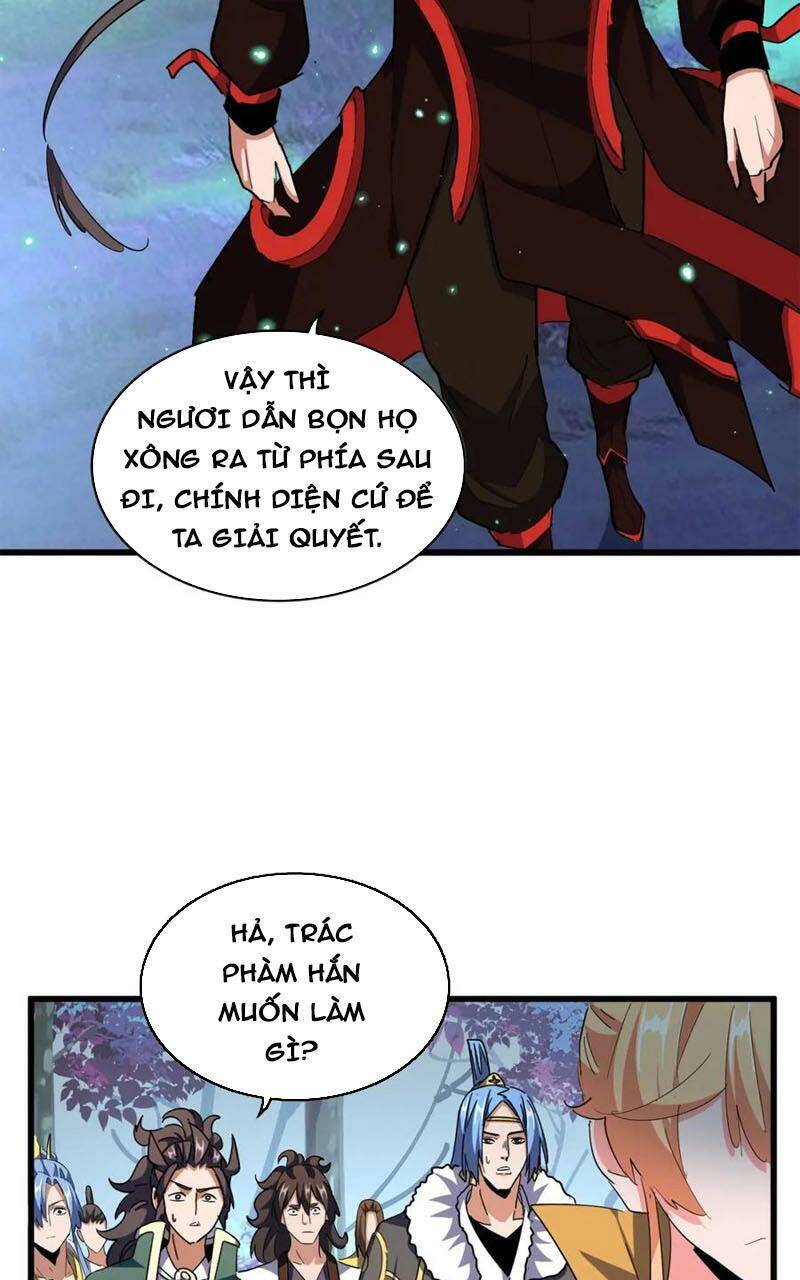 VẬY THÌ
NGƯƠI DẪN BỌN HỌ
XÔNG RA TỪ PHÍA SAU
ĐI, CHÍNH DIỆN CỨ ĐỂ
TA GIẢI QUYẾT.
HẢ, TRÁC
PHÀM HẮN
MUỐN LÀM
GÌ?